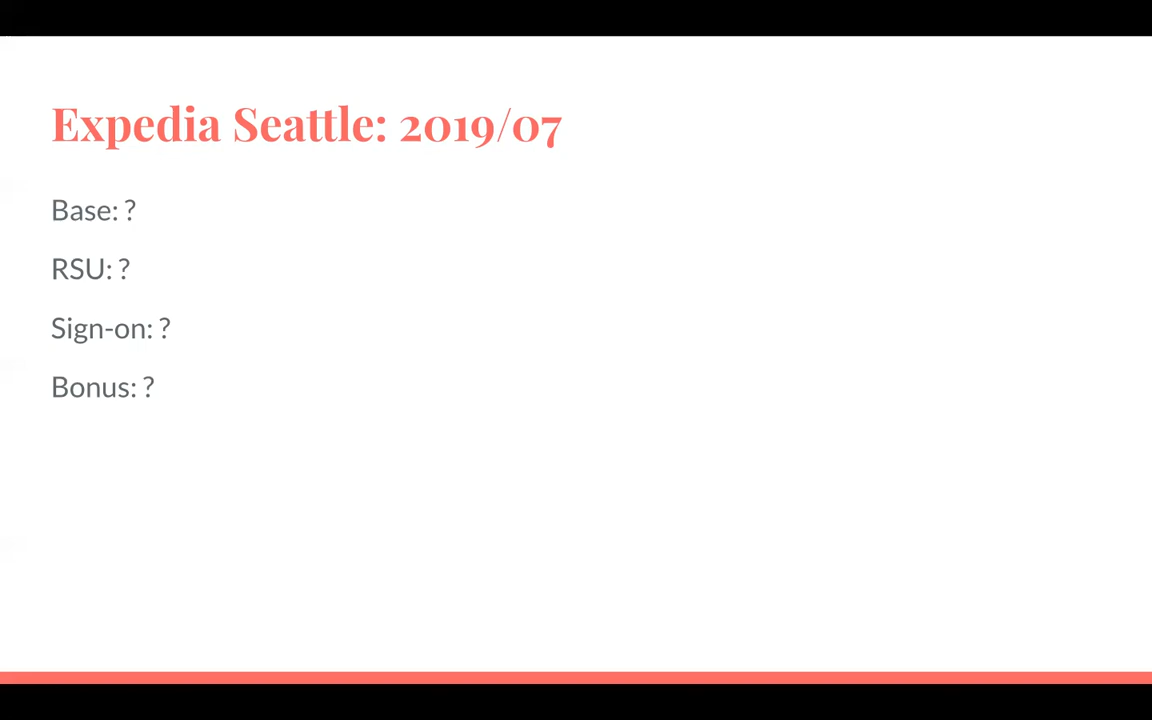 Expedia Seattle: 2019/07
Base: ?
RSU: ?
Sign-on: ?
Bonus: ?